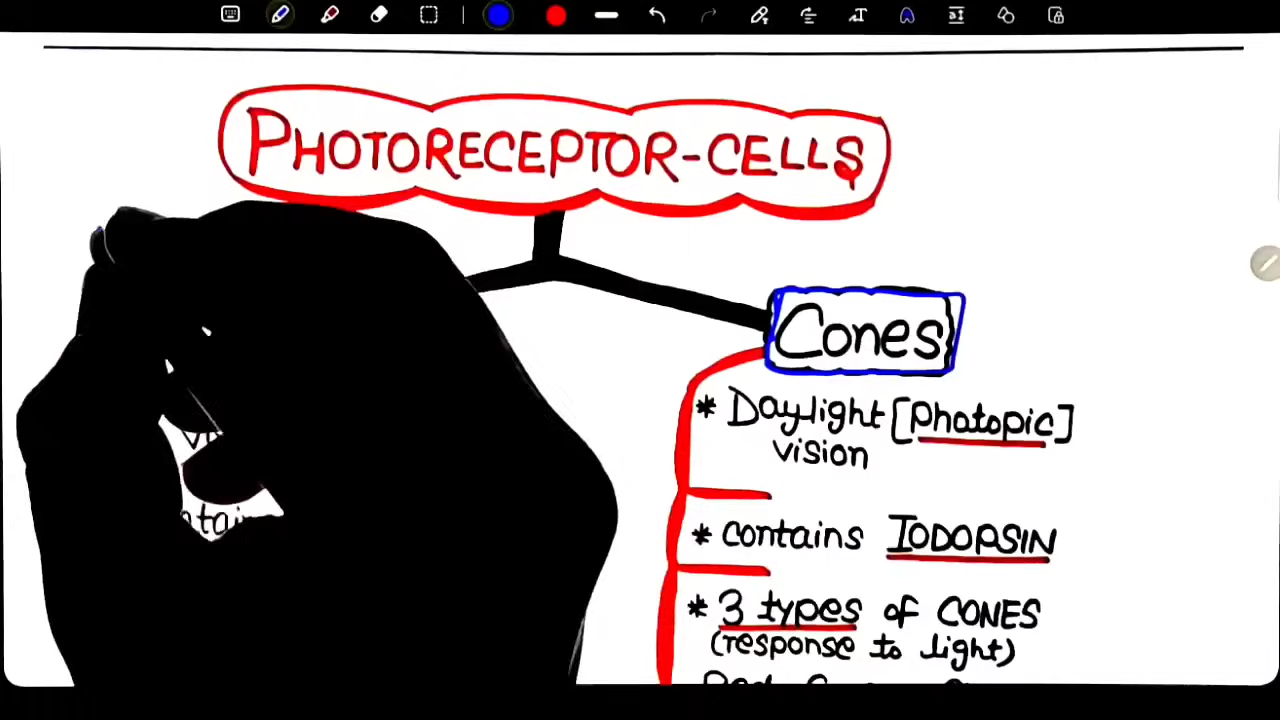 PHOTORECEPTOR-CELLS
Cones
* Daylight [Photopic]
vision
* contains IODOPSIN
* 3 types of CONES
(response to light)